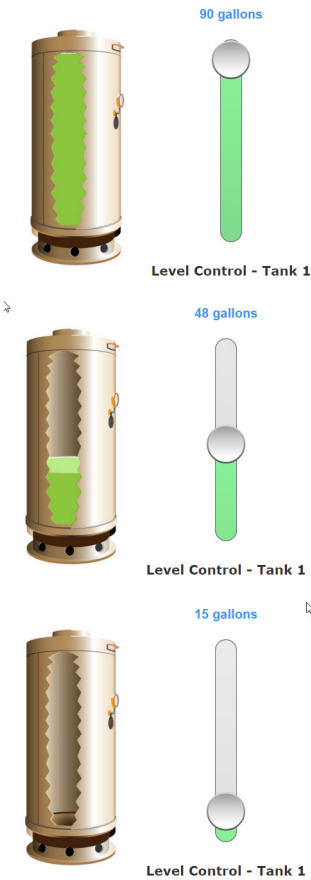 90 gallons
Level Control - Tank 1
48 gallons
Level Control - Tank 1
15 gallons
Level Control - Tank 1